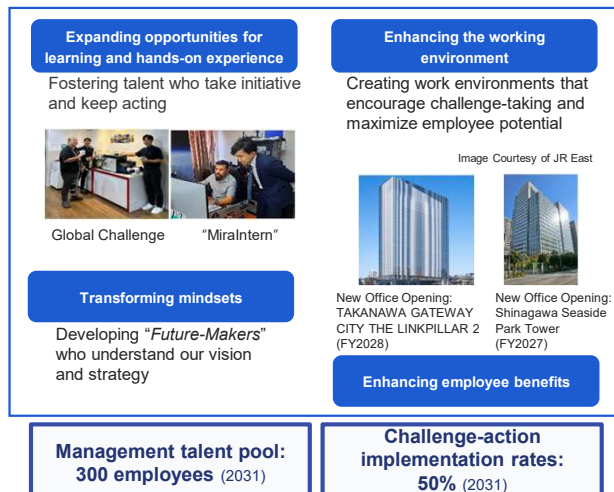 Expanding opportunities for
learning and hands-on experience
Fostering talent who take initiative
and keep acting
Global Challenge
"MiraIntern"
Transforming mindsets
Developing "Future-Makers"
who understand our vision
and strategy
Enhancing the working
environment
Creating work environments that
encourage challenge-taking and
maximize employee potential
Image Courtesy of JR East
New Office Opening:
TAKANAWA GATEWAY
CITY THE LINKPILLAR 2
(FY2028)
New Office Opening:
Shinagawa Seaside
Park Tower
(FY2027)
Enhancing employee benefits
Management talent pool:
300 employees (2031)
Challenge-action
implementation rates:
50% (2031)